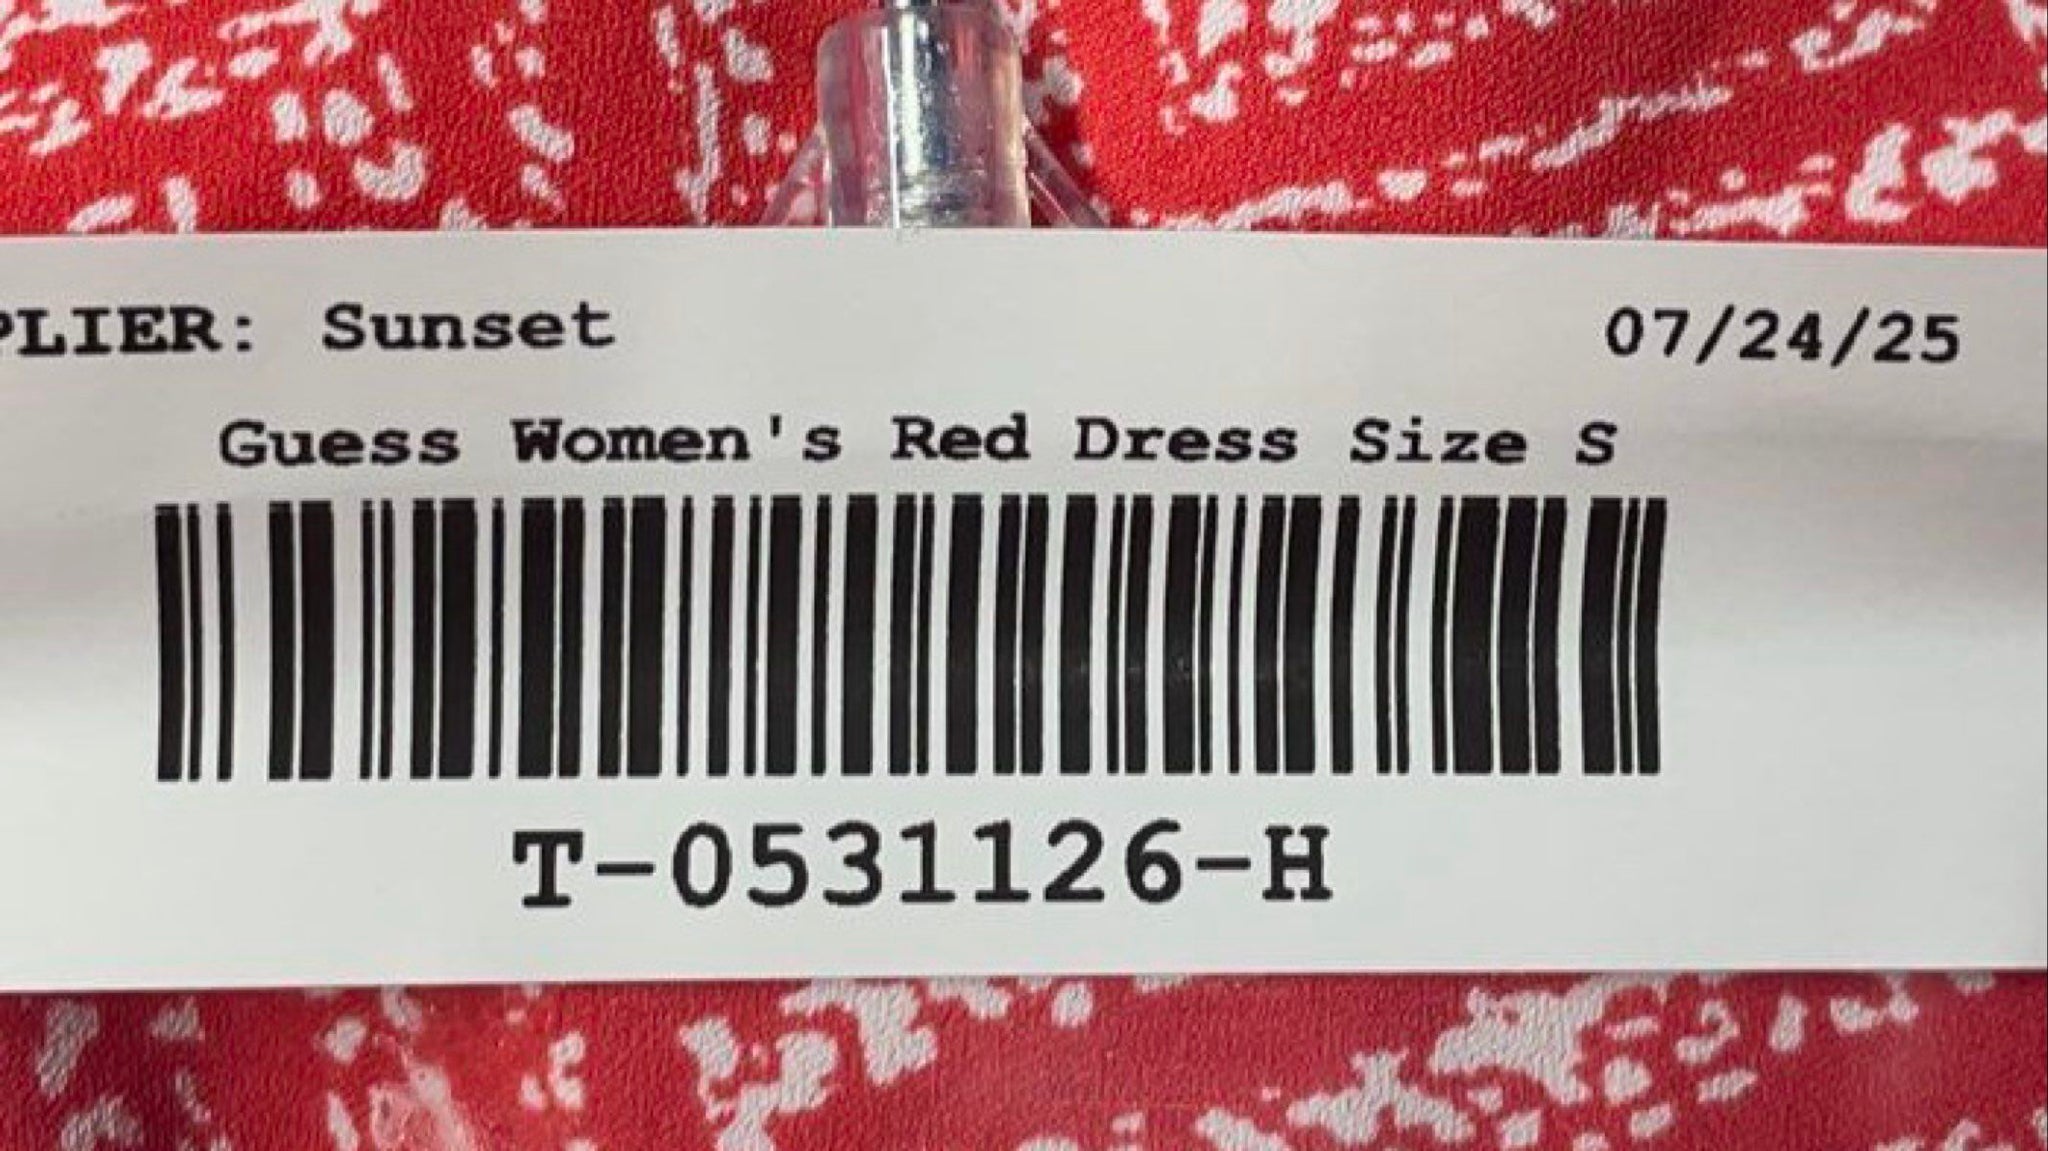 PLIER: Sunset 07/24/25
Guess Women's Red Dress Size S
T-0531126-H